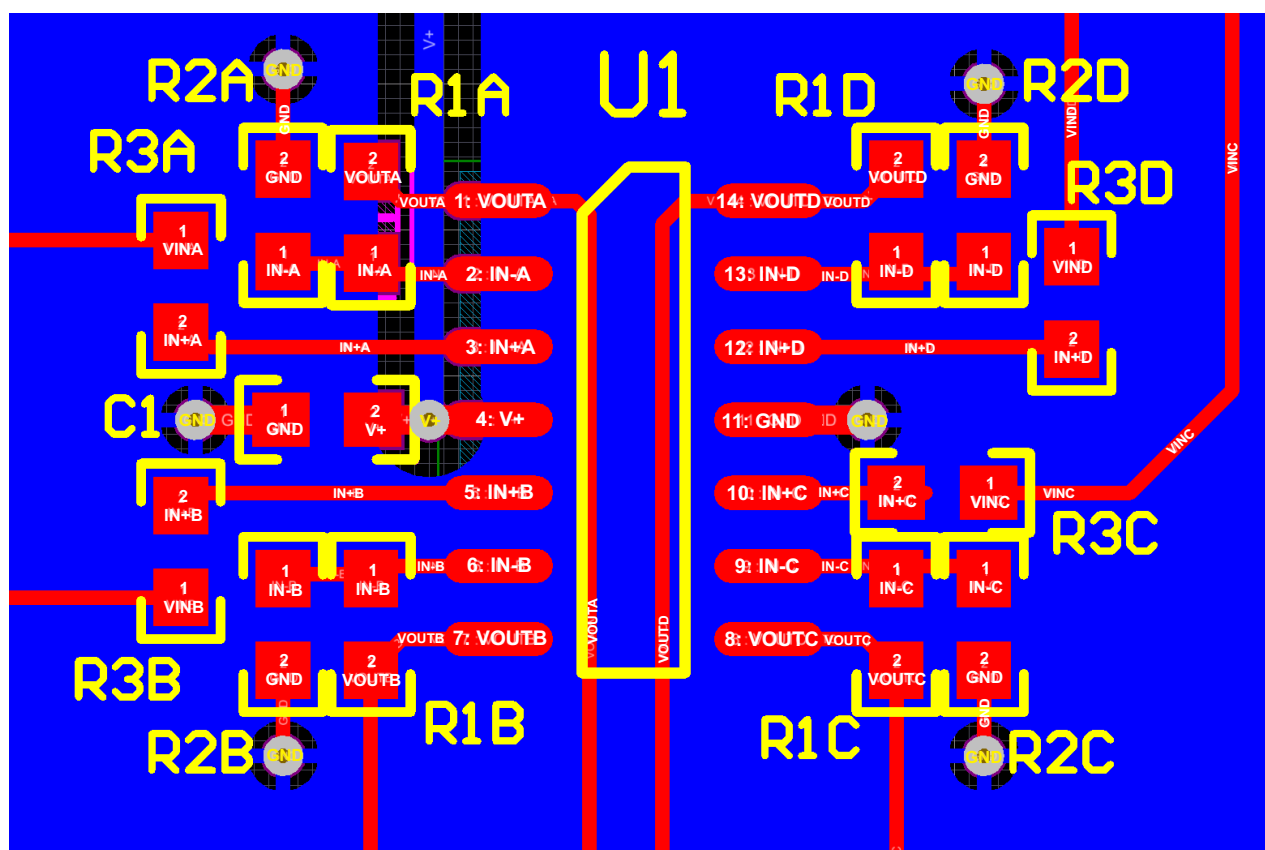 V+
GND
R2A
R1A
U1
R1D
GND
R2D
R3A
GND
GND
VIND
VINC
2
GND
2
VOUTA
2
VOUTD
2
GND
R3D
VOUTA
1: VOUTA
14: VOUTD
VOUTD
1
VINA
1
IN-A
1
IN-A
IN-A
2: IN-A
13: IN-D
IN-D
1
IN-D
1
IN-D
1
VIND
2
IN+A
IN+A
3: IN+A
12: IN+D
IN+D
2
IN+D
C1
GND
GND
1
GND
2
V+
V+
4: V+
11: GND
GND
VINC
2
IN+B
IN+B
5: IN+B
10: IN+C
IN+C
2
IN+C
1
VINC
VINC
R3C
1
IN-B
1
IN-B
IN-B
6: IN-B
9: IN-C
IN-C
1
IN-C
1
IN-C
1
VINB
VOUTA
VOUTD
VOUTB
7: VOUTB
8: VOUTC
VOUTC
R3B
2
GND
2
VOUTB
2
VOUTC
2
GND
GND
GND
R2B
GND
R1B
R1C
GND
R2C